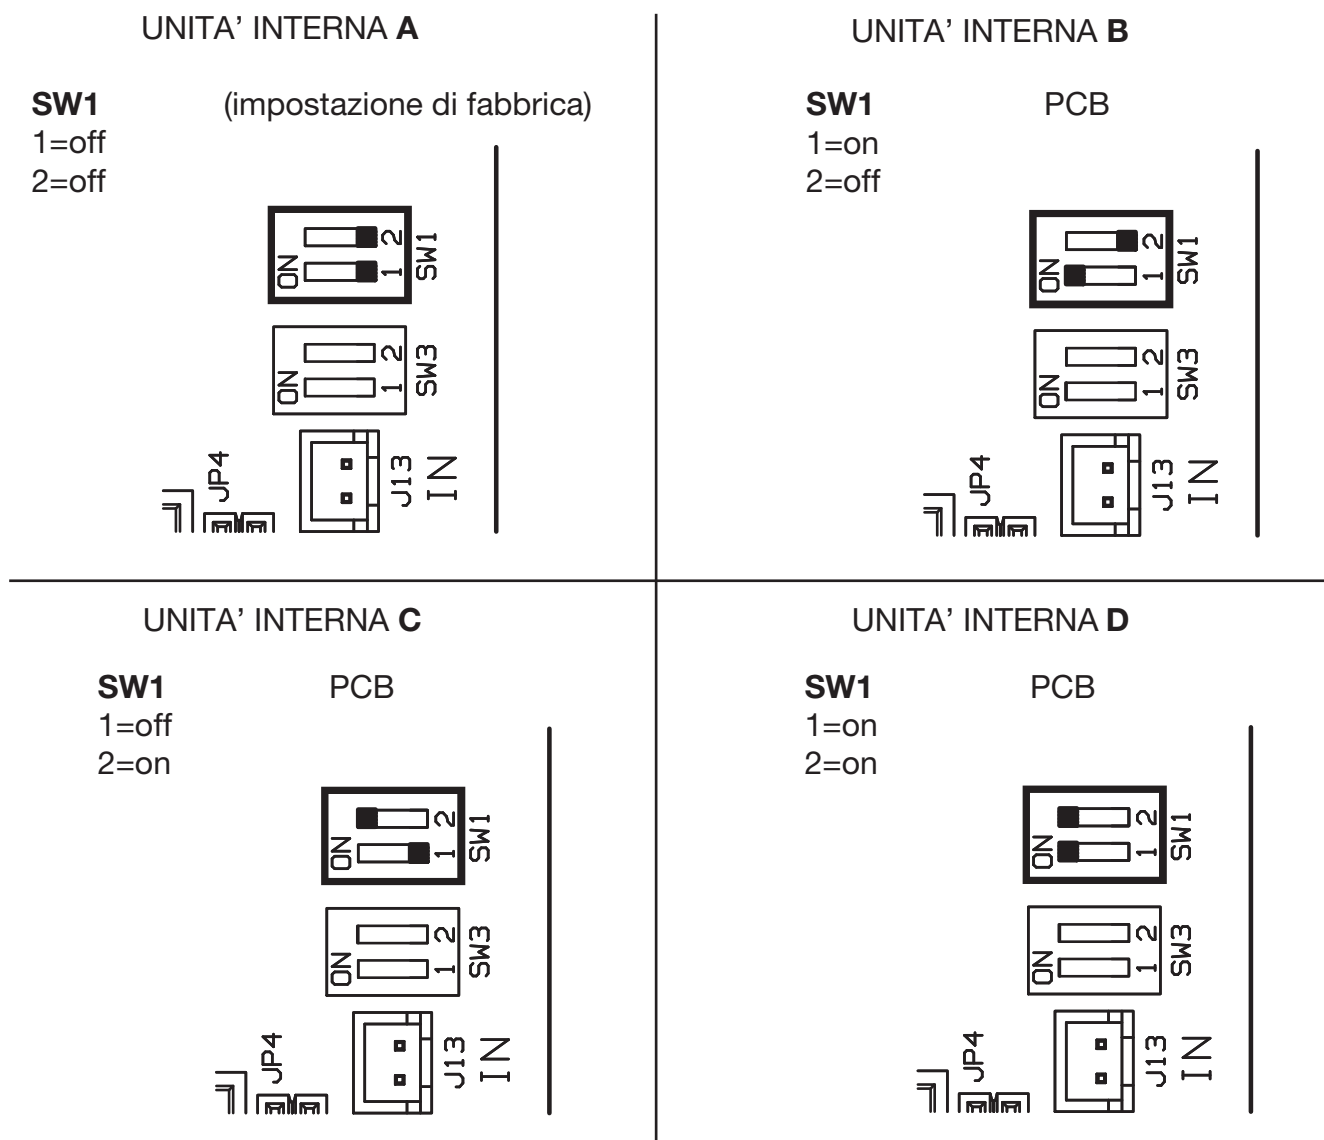 UNITA’ INTERNA A
SW1 (impostazione di fabbrica)
1=off
2=off
ON 2 1 SW1
ON 2 1 SW3
JP4 J13 IN
UNITA’ INTERNA B
SW1 PCB
1=on
2=off
ON 2 1 SW1
ON 2 1 SW3
JP4 J13 IN
UNITA’ INTERNA C
SW1 PCB
1=off
2=on
ON 2 1 SW1
ON 2 1 SW3
JP4 J13 IN
UNITA’ INTERNA D
SW1 PCB
1=on
2=on
ON 2 1 SW1
ON 2 1 SW3
JP4 J13 IN